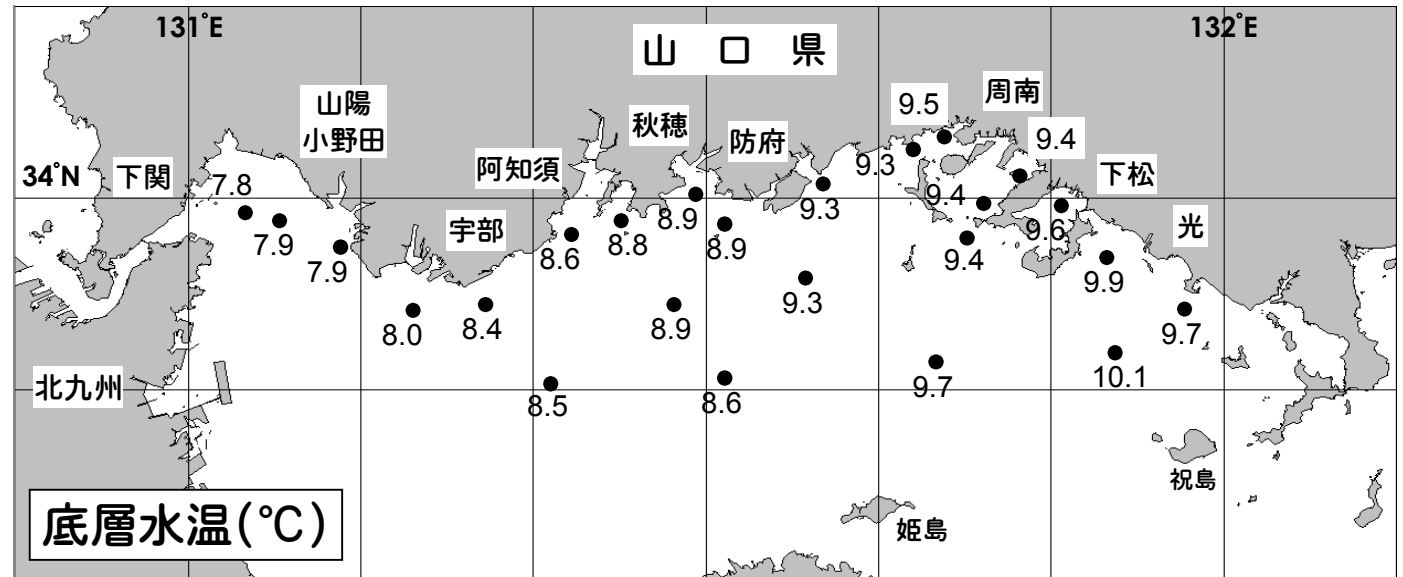 131°E
132°E
山口県
周南
9.5
山陽
小野田
秋穂
防府
9.4
9.3
下松
阿知須
34°N
下関
7.8
9.4
9.3
8.9
8.8
8.9
9.6
光
宇部
7.9
7.9
8.6
9.4
9.9
9.3
8.0
8.4
8.9
9.7
10.1
9.7
北九州
8.5
8.6
祝島
姫島
底層水温(℃)